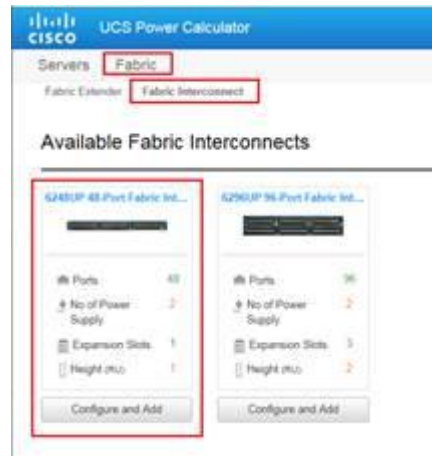 cisco UCS Power Calculator
Servers Fabric
Fabric Extender Fabric Interconnect
Available Fabric Interconnects
6248UP 48-Port Fabric Int...
Ports 48
No of Power Supply 2
Expansion Slots 1
Height (RU) 1
Configure and Add
6296UP 96-Port Fabric Int...
Ports 96
No of Power Supply 2
Expansion Slots 3
Height (RU) 2
Configure and Add